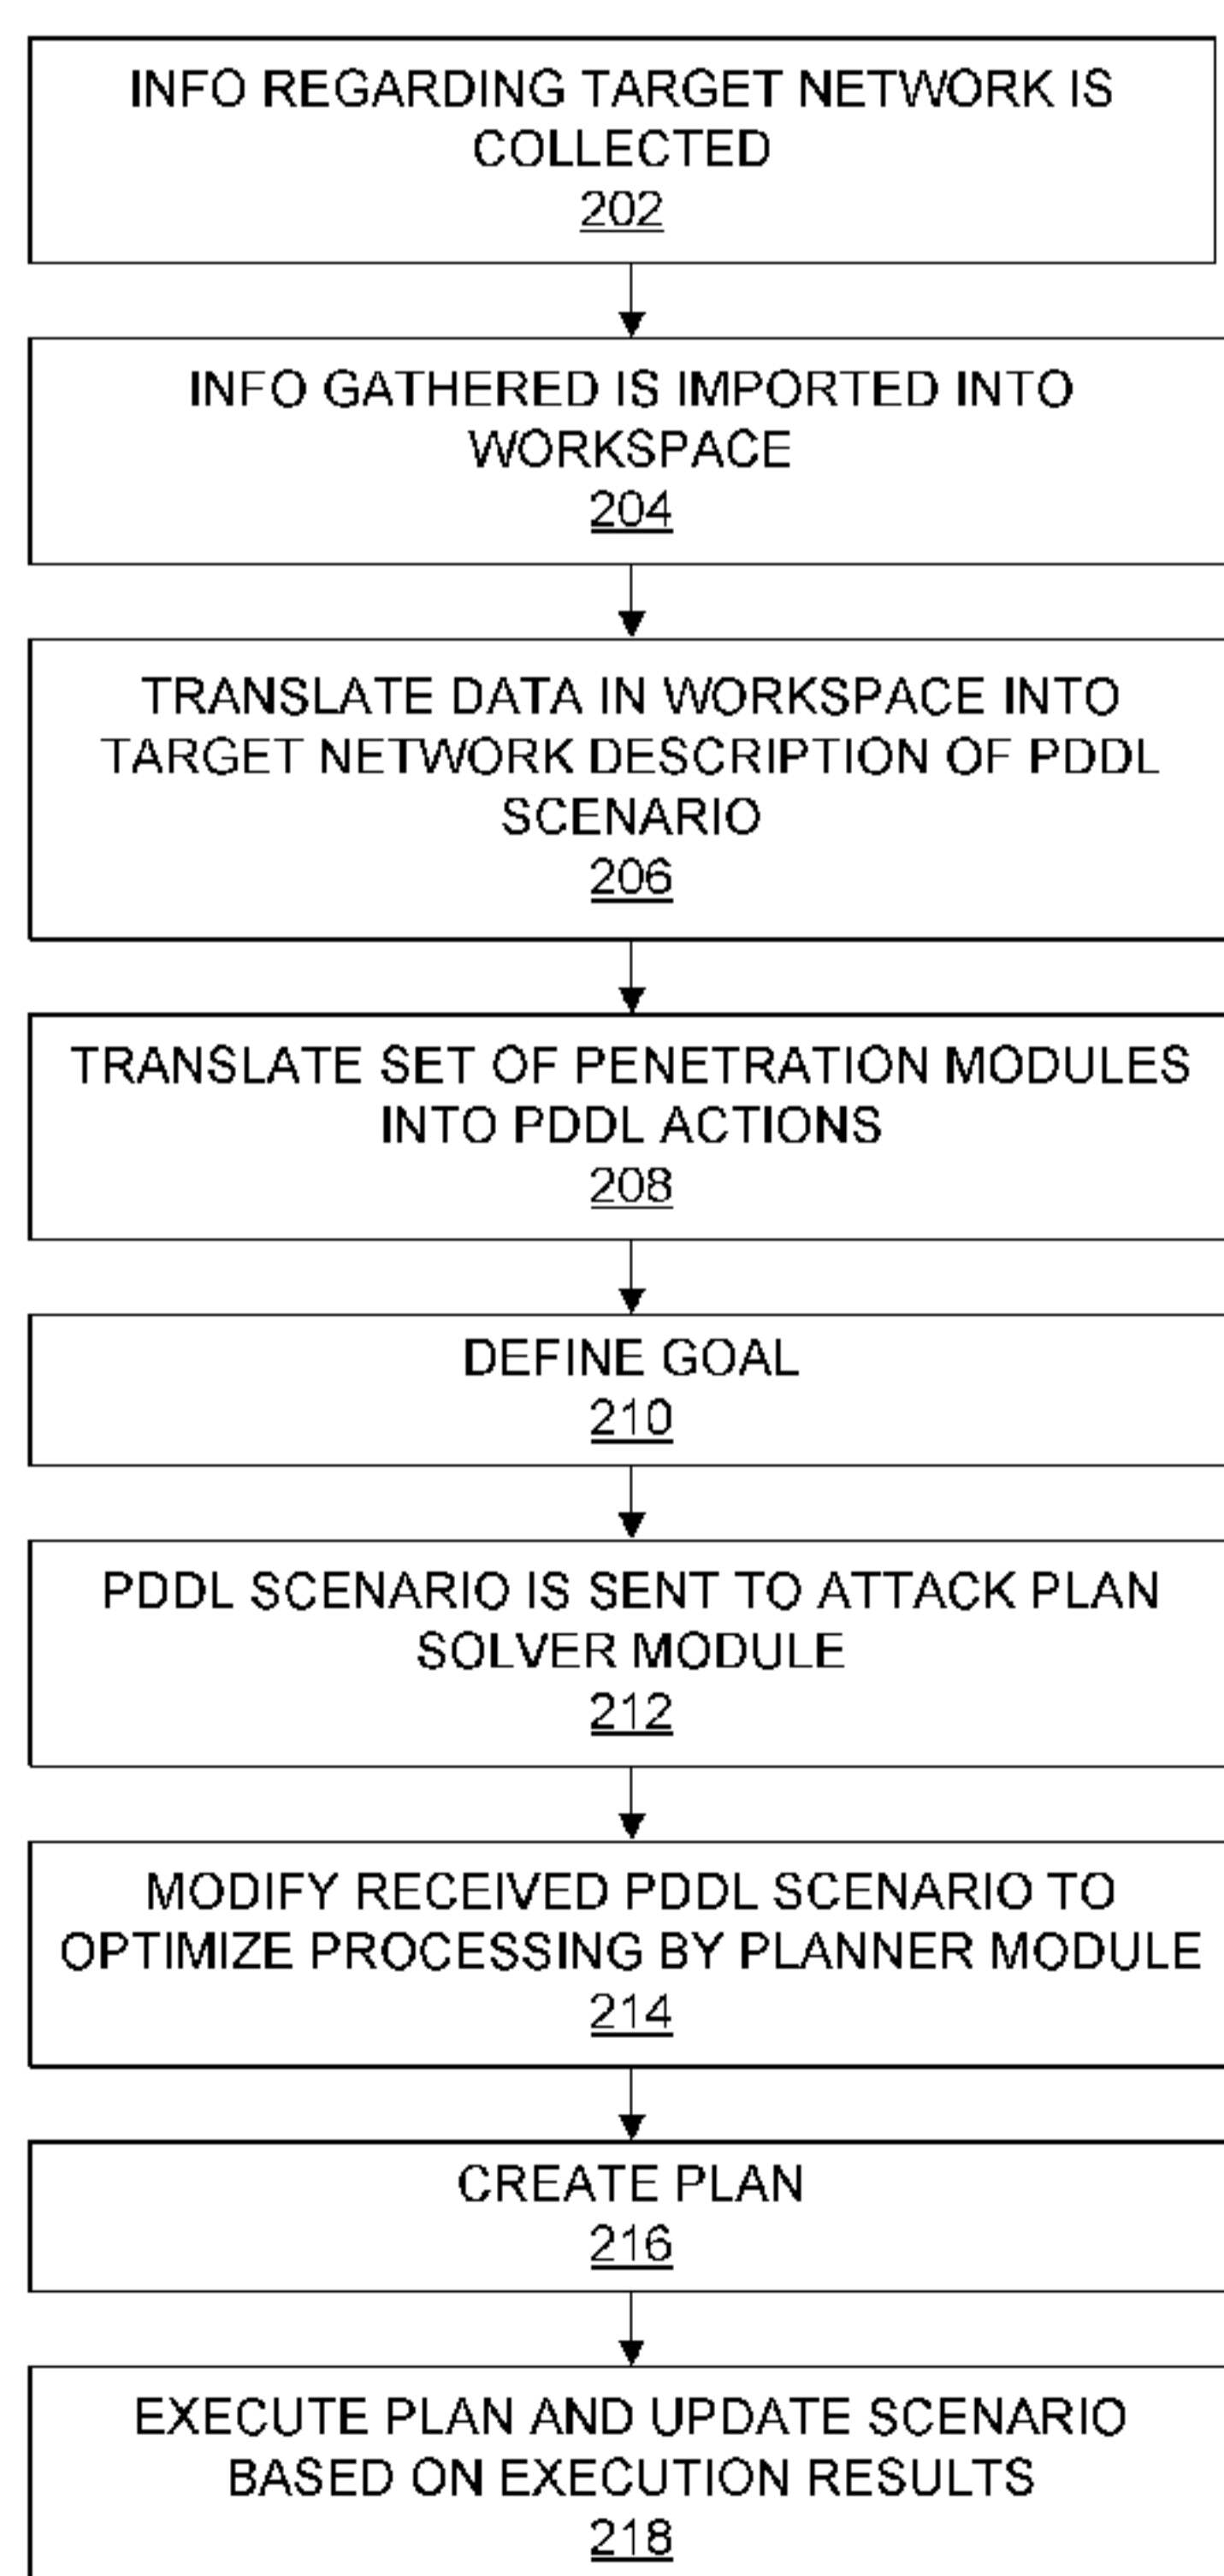 INFO REGARDING TARGET NETWORK IS
COLLECTED
202
INFO GATHERED IS IMPORTED INTO
WORKSPACE
204
TRANSLATE DATA IN WORKSPACE INTO
TARGET NETWORK DESCRIPTION OF PDDL
SCENARIO
206
TRANSLATE SET OF PENETRATION MODULES
INTO PDDL ACTIONS
208
DEFINE GOAL
210
PDDL SCENARIO IS SENT TO ATTACK PLAN
SOLVER MODULE
212
MODIFY RECEIVED PDDL SCENARIO TO
OPTIMIZE PROCESSING BY PLANNER MODULE
214
CREATE PLAN
216
EXECUTE PLAN AND UPDATE SCENARIO
BASED ON EXECUTION RESULTS
218